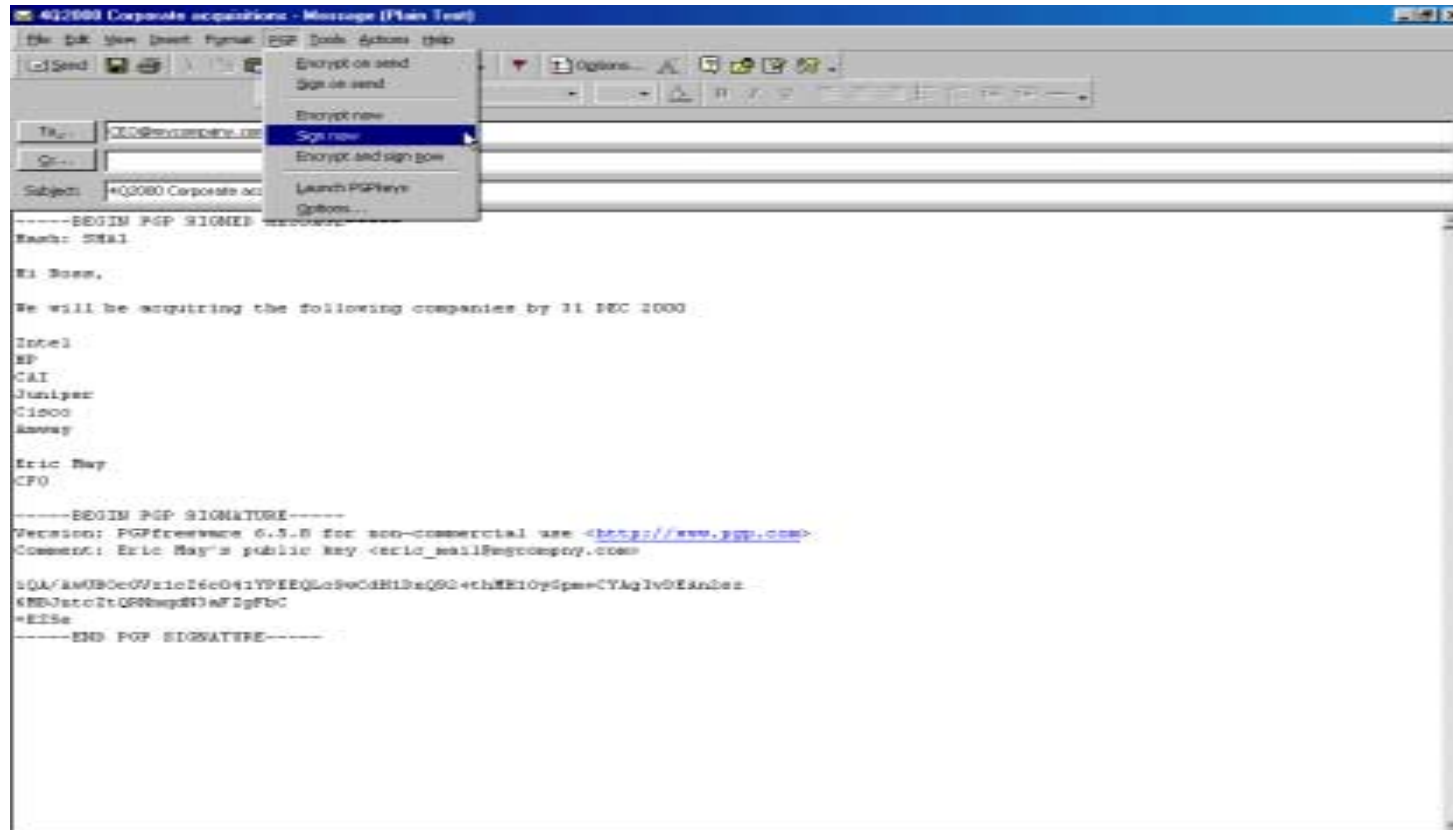 4Q2000 Corporate acquisitions - Message (Plain Text)
File Edit View Insert Format PGP Tools Actions Help
Send Options...
Encrypt on send
Sign on send
Encrypt now
Sign now
Encrypt and sign now
Launch PGPkeys
Options...
To...
Cc...
Subject: 4Q2000 Corporate
-----BEGIN PGP SIGNED
Hash: SHA1
Hi Boss,
We will be acquiring the following companies by 31 DEC 2000
Intel
HP
CAI
Juniper
Cisco
Amway
Eric May
CFO
-----BEGIN PGP SIGNATURE-----
Version: PGPfreeware 6.5.8 for non-commercial use <http://www.pgp.com>
Comment: Eric May's public key
-----END PGP SIGNATURE-----